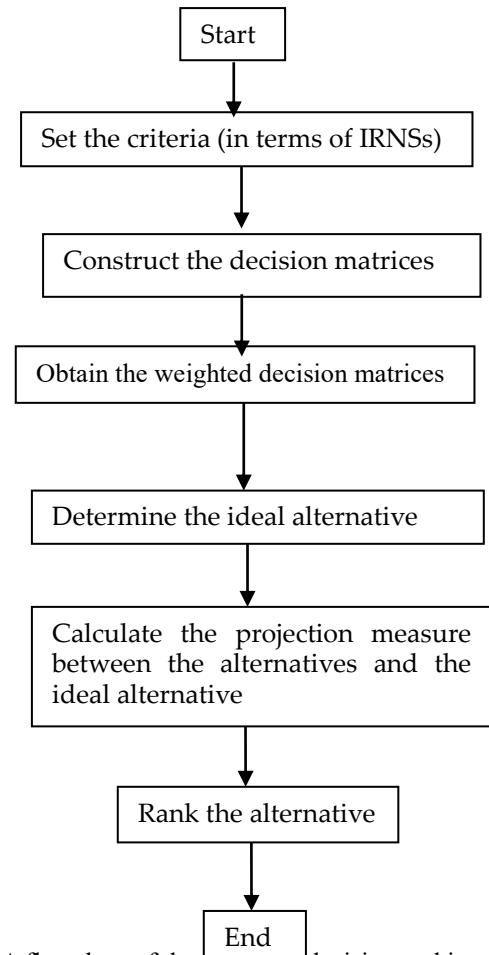 Start
Set the criteria (in terms of IRNSs)
Construct the decision matrices
Obtain the weighted decision matrices
Determine the ideal alternative
Calculate the projection measure
between the alternatives and the
ideal alternative
Rank the alternative
End